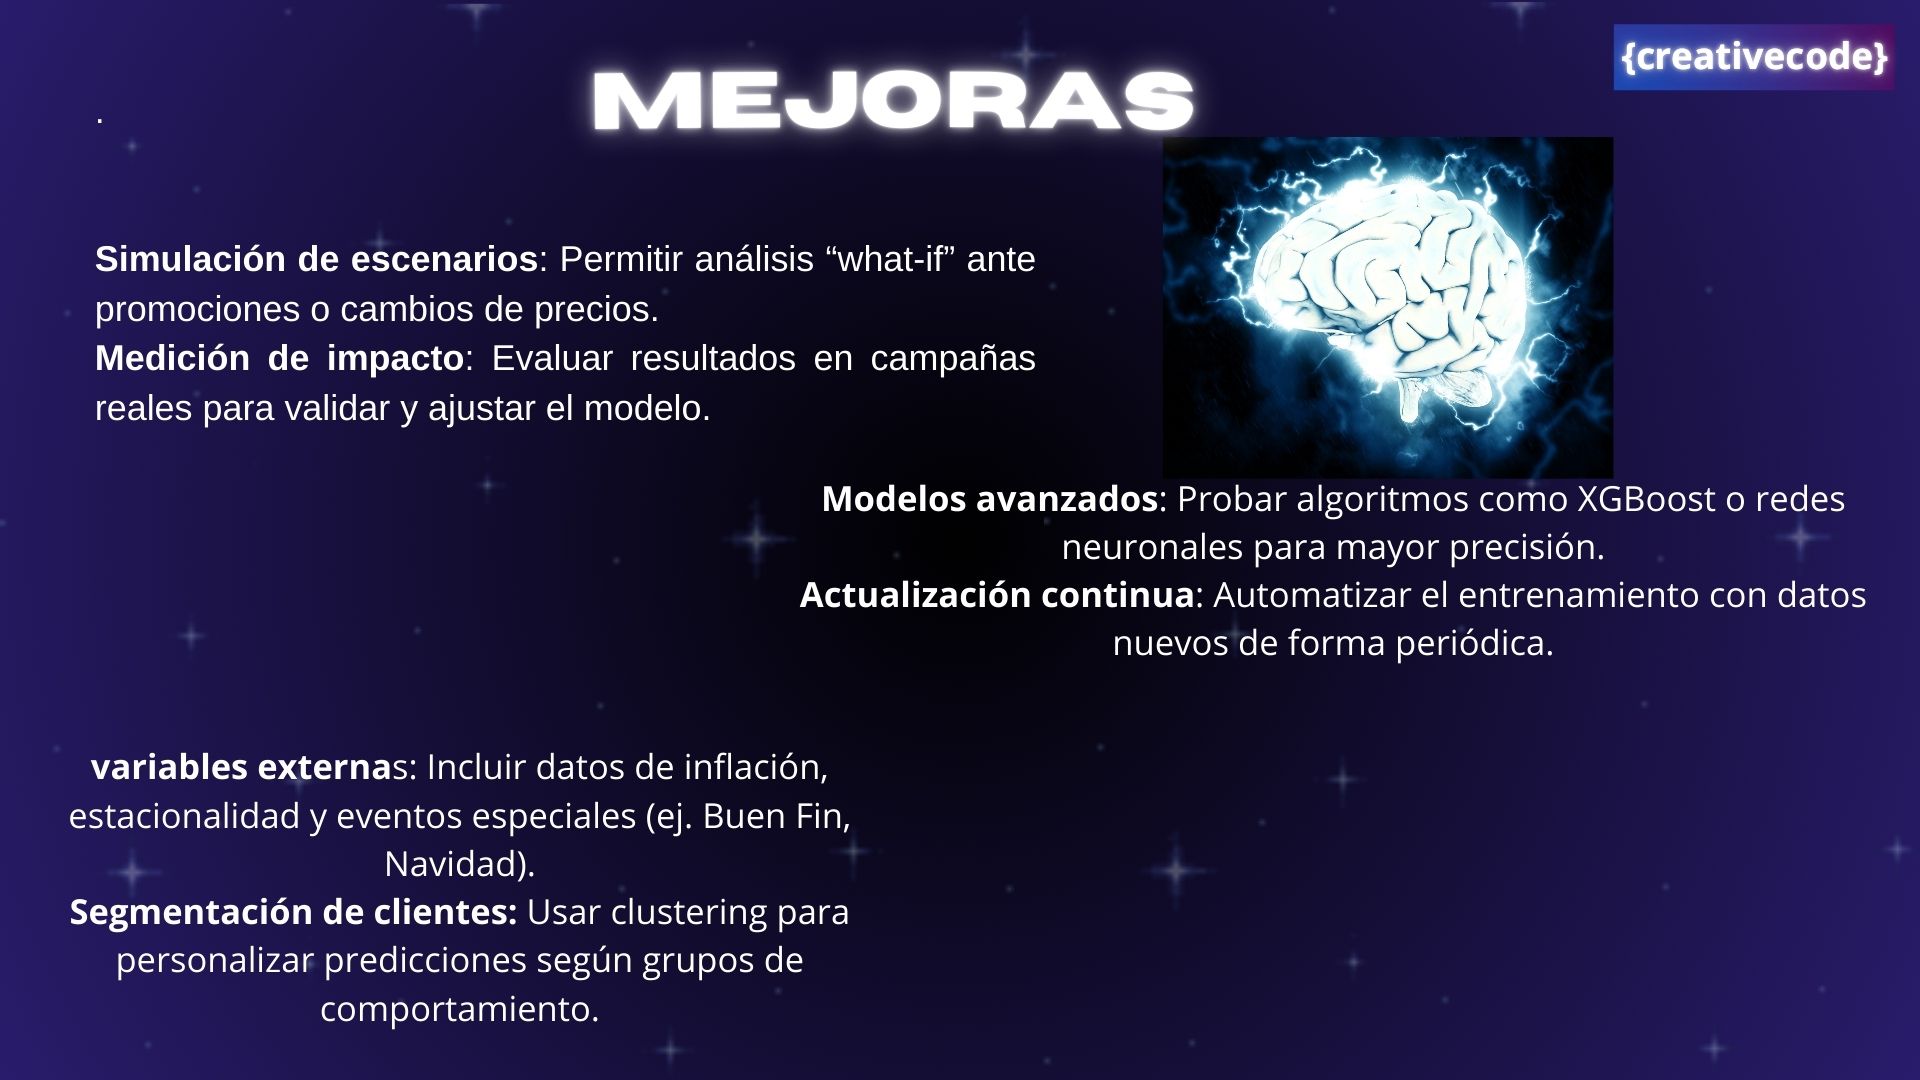 {creativecode}
MEJORAS
.
Simulación de escenarios: Permitir análisis “what-if” ante
promociones o cambios de precios.
Medición de impacto: Evaluar resultados en campañas
reales para validar y ajustar el modelo.
Modelos avanzados: Probar algoritmos como XGBoost o redes
neuronales para mayor precisión.
Actualización continua: Automatizar el entrenamiento con datos
nuevos de forma periódica.
variables externas: Incluir datos de inflación,
estacionalidad y eventos especiales (ej. Buen Fin,
Navidad).
Segmentación de clientes: Usar clustering para
personalizar predicciones según grupos de
comportamiento.